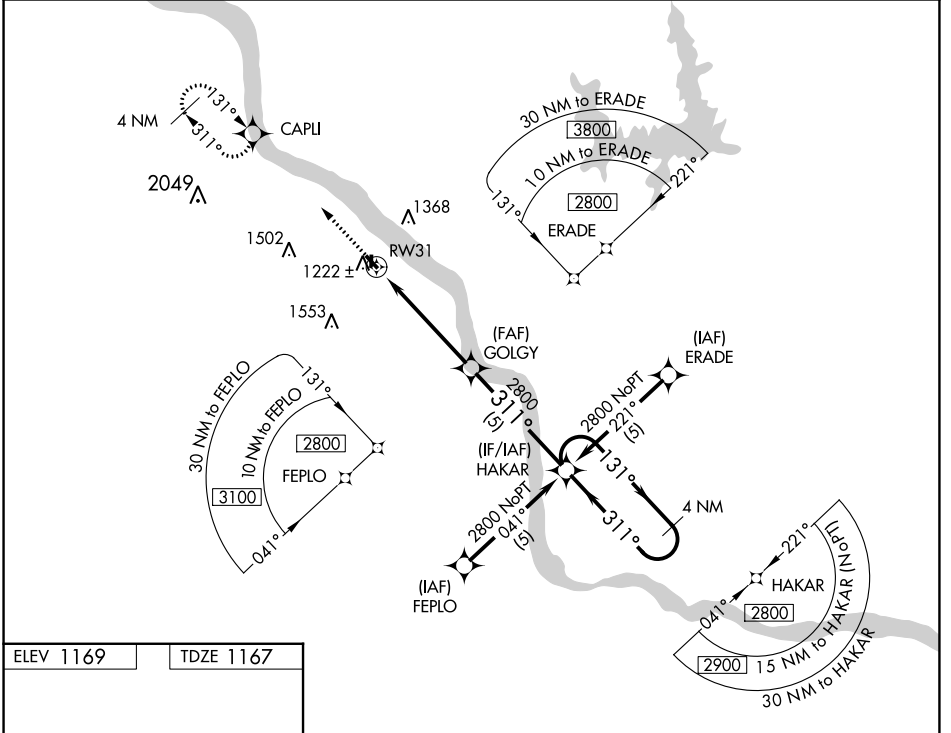 131°
4 NM
311°
CAPLI
2049
1368
1502
RW31
1222 ±
1553
30 NM to ERADE
3800
10 NM to ERADE
2800
131°
221°
ERADE
(FAF)
GOLGY
2800
311°
(5)
(IAF)
ERADE
2800 NoPT
221°
(5)
(IF/IAF)
HAKAR
131°
311°
4 NM
2800 NoPT
041°
(5)
(IAF)
FEPLO
30 NM to FEPLO
10 NM to FEPLO
131°
2800
FEPLO
3100
041°
221°
HAKAR
041°
2800
2900
15 NM to HAKAR (NoPT)
30 NM to HAKAR
ELEV 1169
TDZE 1167